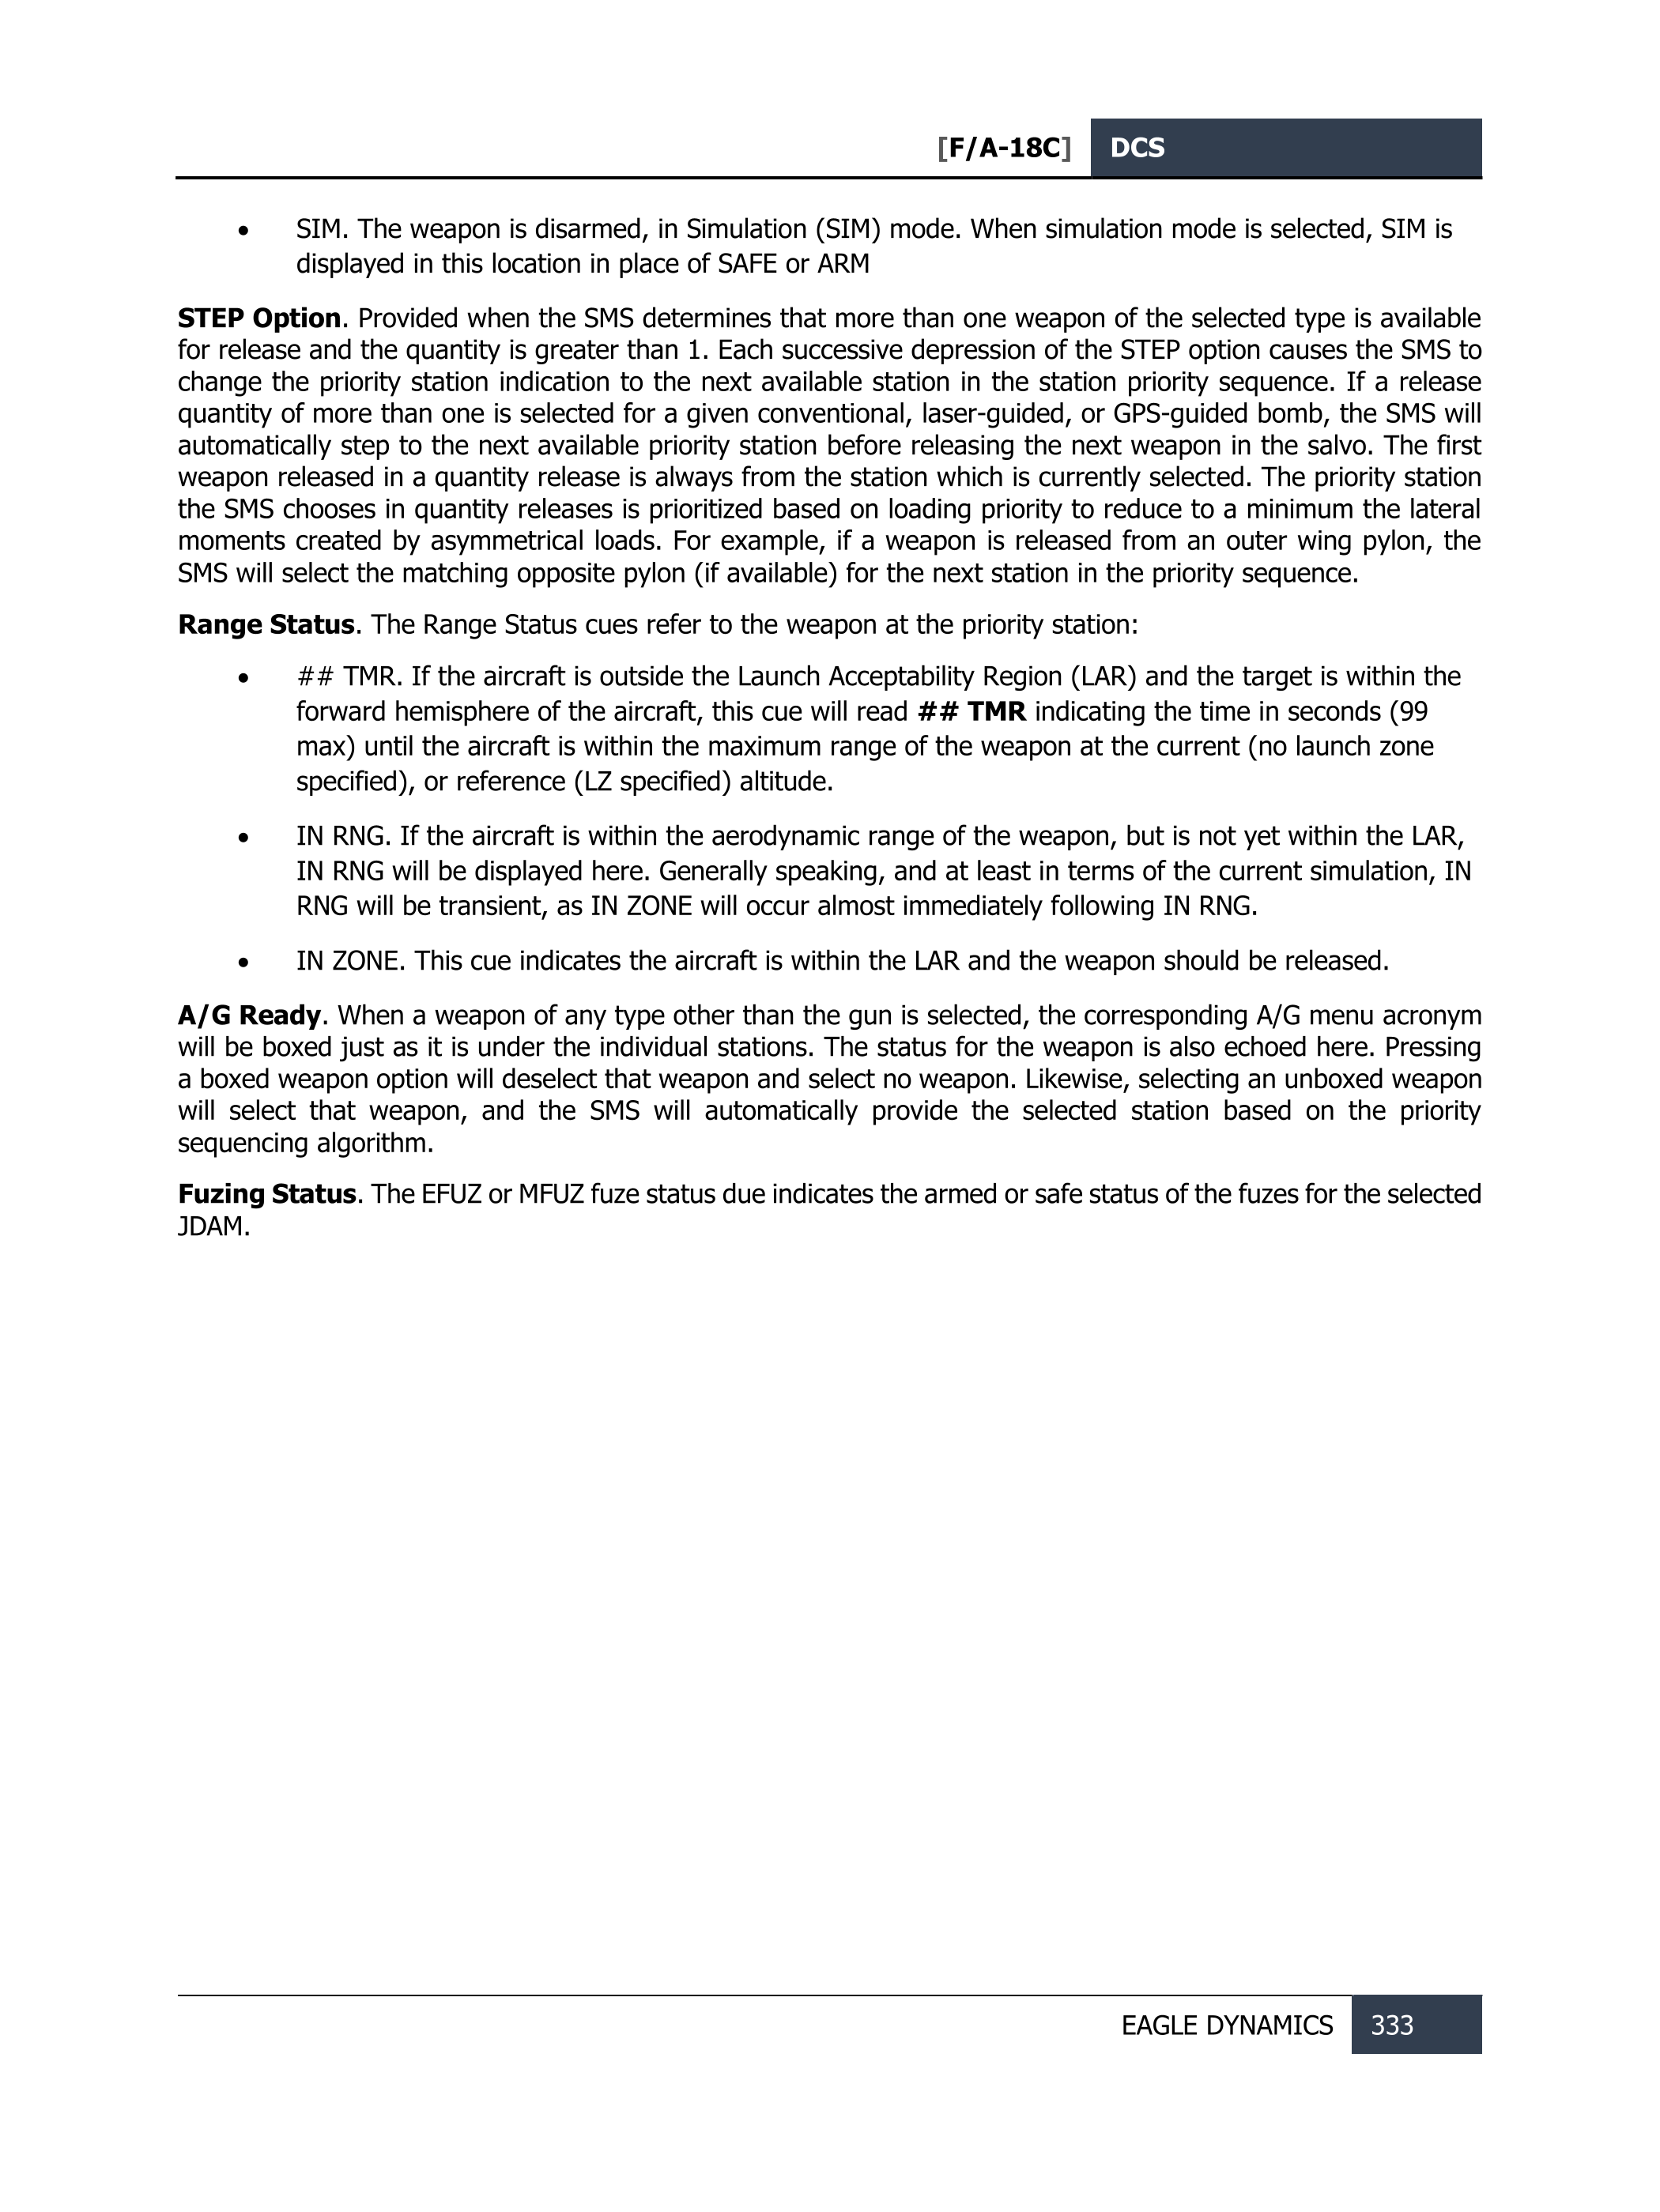 [F/A-18C] DCS
• SIM. The weapon is disarmed, in Simulation (SIM) mode. When simulation mode is selected, SIM is
displayed in this location in place of SAFE or ARM
STEP Option. Provided when the SMS determines that more than one weapon of the selected type is available
for release and the quantity is greater than 1. Each successive depression of the STEP option causes the SMS to
change the priority station indication to the next available station in the station priority sequence. If a release
quantity of more than one is selected for a given conventional, laser-guided, or GPS-guided bomb, the SMS will
automatically step to the next available priority station before releasing the next weapon in the salvo. The first
weapon released in a quantity release is always from the station which is currently selected. The priority station
the SMS chooses in quantity releases is prioritized based on loading priority to reduce to a minimum the lateral
moments created by asymmetrical loads. For example, if a weapon is released from an outer wing pylon, the
SMS will select the matching opposite pylon (if available) for the next station in the priority sequence.
Range Status. The Range Status cues refer to the weapon at the priority station:
• ## TMR. If the aircraft is outside the Launch Acceptability Region (LAR) and the target is within the
forward hemisphere of the aircraft, this cue will read ## TMR indicating the time in seconds (99
max) until the aircraft is within the maximum range of the weapon at the current (no launch zone
specified), or reference (LZ specified) altitude.
• IN RNG. If the aircraft is within the aerodynamic range of the weapon, but is not yet within the LAR,
IN RNG will be displayed here. Generally speaking, and at least in terms of the current simulation, IN
RNG will be transient, as IN ZONE will occur almost immediately following IN RNG.
• IN ZONE. This cue indicates the aircraft is within the LAR and the weapon should be released.
A/G Ready. When a weapon of any type other than the gun is selected, the corresponding A/G menu acronym
will be boxed just as it is under the individual stations. The status for the weapon is also echoed here. Pressing
a boxed weapon option will deselect that weapon and select no weapon. Likewise, selecting an unboxed weapon
will select that weapon, and the SMS will automatically provide the selected station based on the priority
sequencing algorithm.
Fuzing Status. The EFUZ or MFUZ fuze status due indicates the armed or safe status of the fuzes for the selected
JDAM.
EAGLE DYNAMICS 333